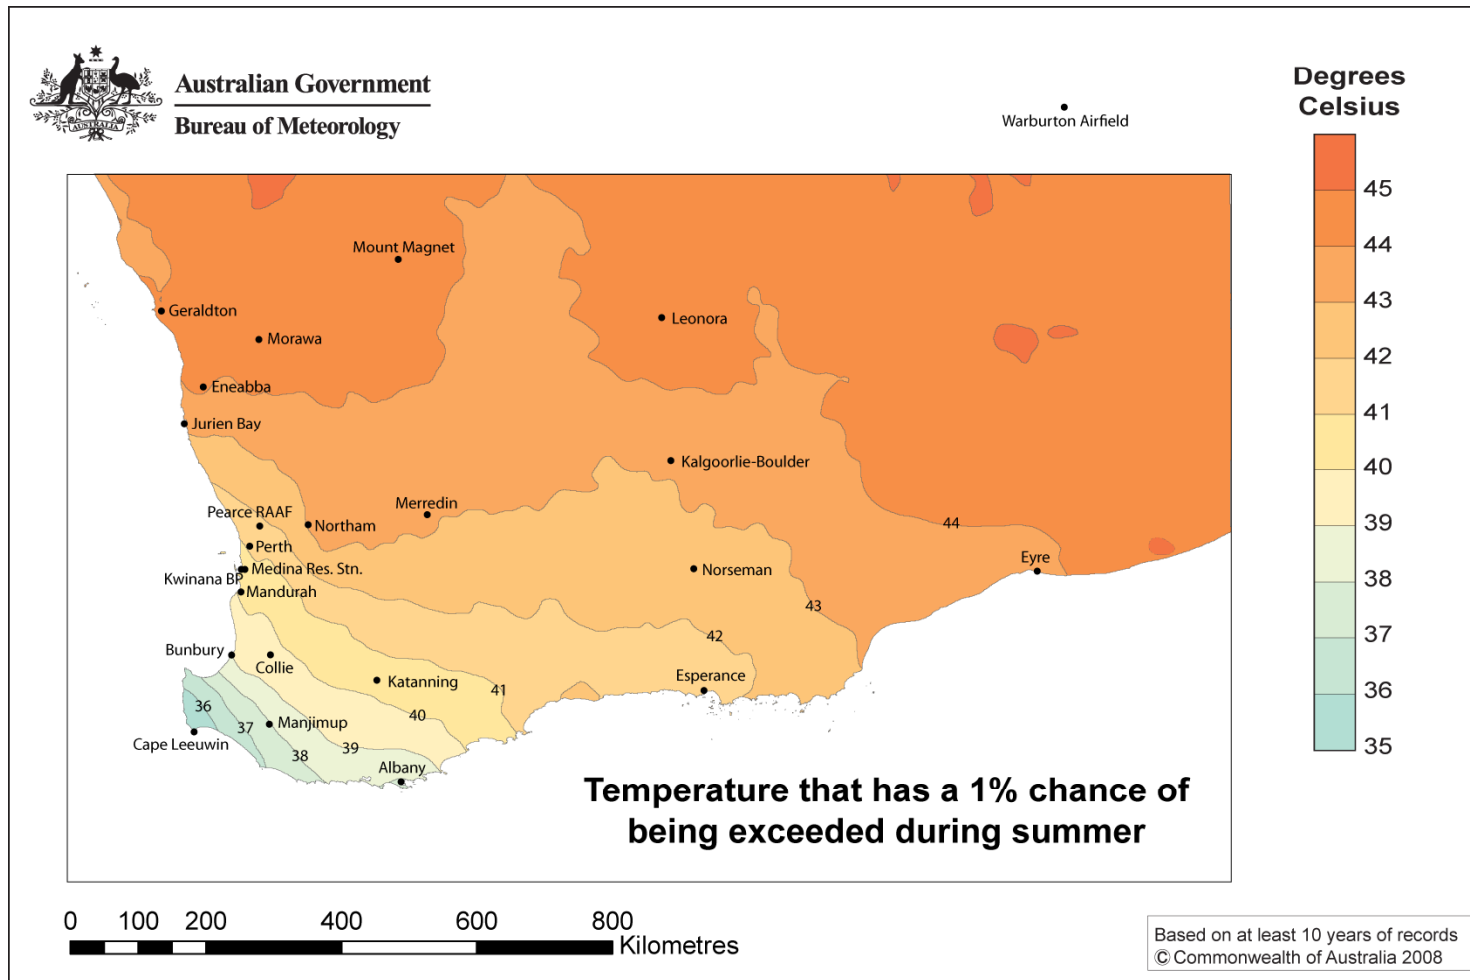 Australian Government
Bureau of Meteorology
AUSTRALIA
Degrees
Celsius
Warburton Airfield
45
44
43
42
41
40
39
38
37
36
35
Mount Magnet
Geraldton
Leonora
Morawa
Eneabba
Jurien Bay
Kalgoorlie-Boulder
Merredin
Pearce RAAF
Northam
44
Perth
Eyre
Medina Res. Stn.
Kwinana BP
Norseman
Mandurah
43
42
Bunbury
Collie
Esperance
Katanning
41
36
40
37
Manjimup
Cape Leeuwin
39
38
Albany
Temperature that has a 1% chance of
being exceeded during summer
0 100 200 400 600 800
Kilometres
Based on at least 10 years of records
© Commonwealth of Australia 2008